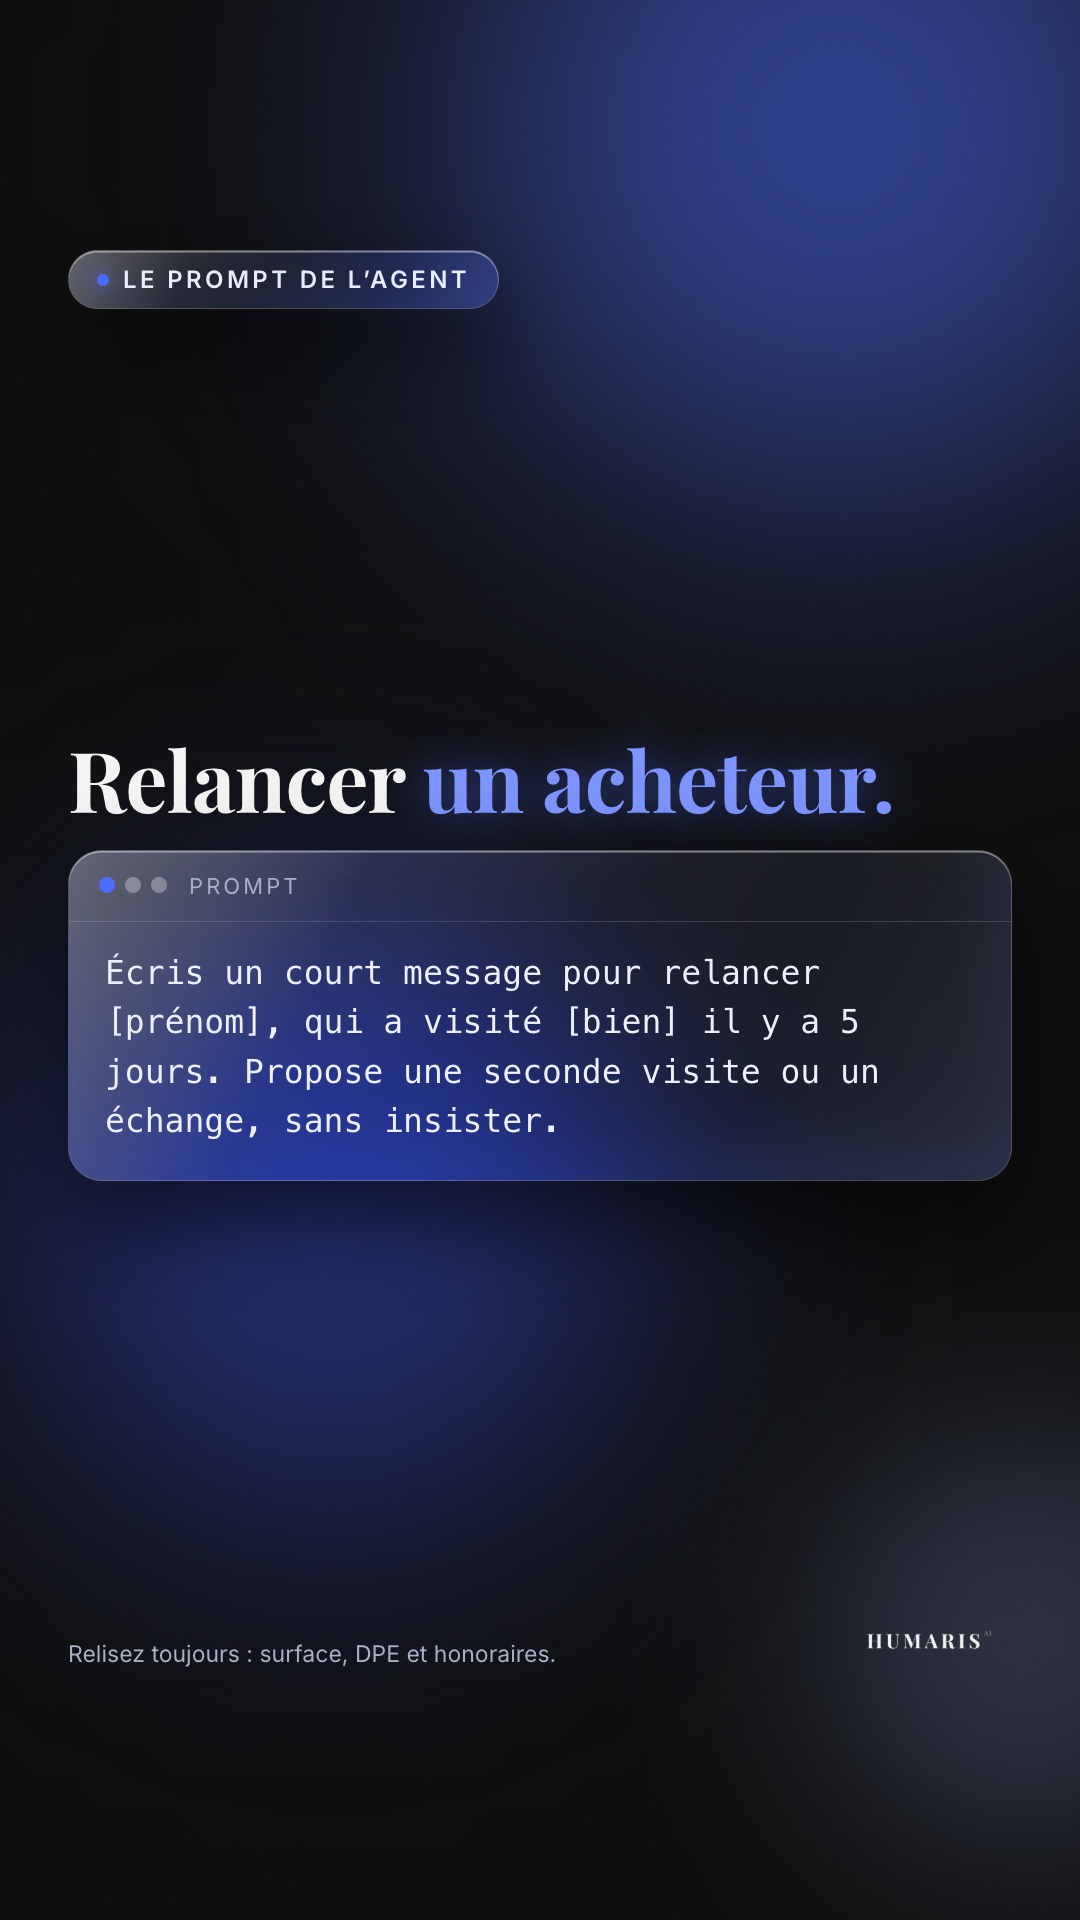 LE PROMPT DE L’AGENT
Relancer un acheteur.
PROMPT
Écris un court message pour relancer
[prénom], qui a visité [bien] il y a 5
jours. Propose une seconde visite ou un
échange, sans insister.
Relisez toujours : surface, DPE et honoraires.
HUMARIS